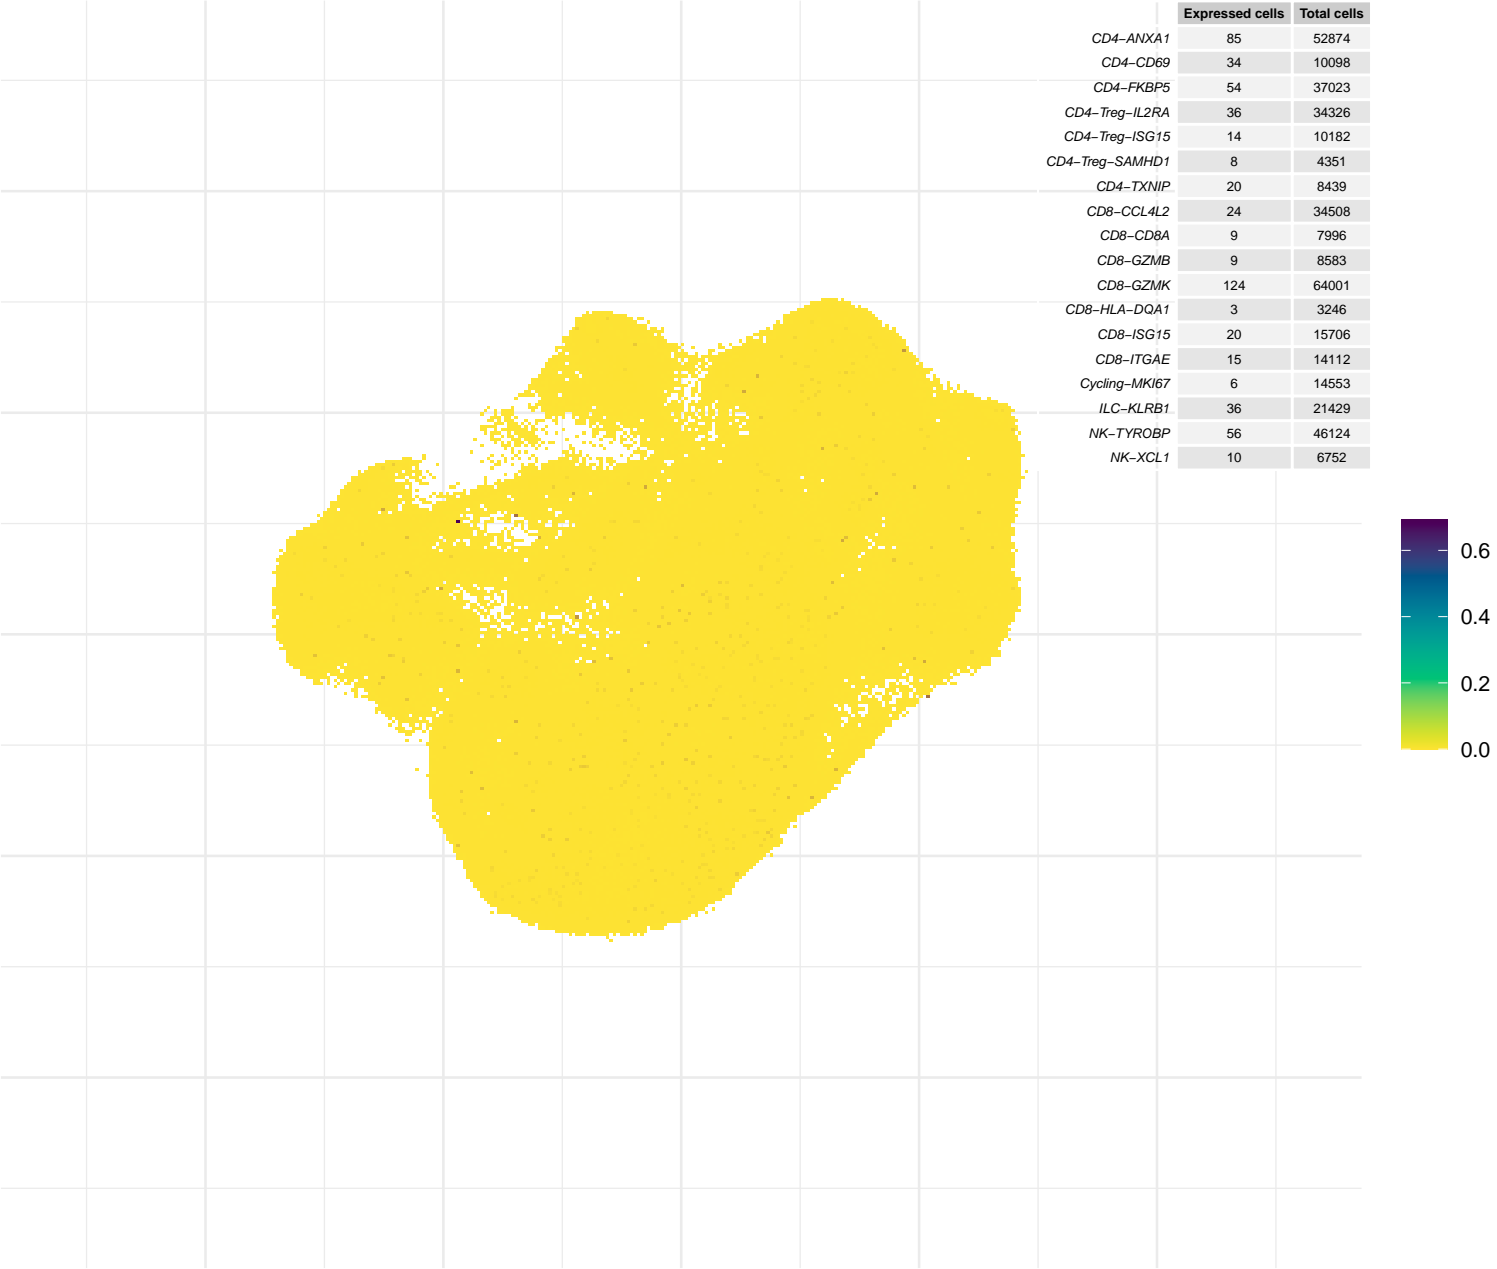 Expressed cells Total cells
CD4−ANXA1 85 52874
CD4−CD69 34 10098
CD4−FKBP5 54 37023
CD4−Treg−IL2RA 36 34326
CD4−Treg−ISG15 14 10182
CD4−Treg−SAMHD1 8 4351
CD4−TXNIP 20 8439
CD8−CCL4L2 24 34508
CD8−CD8A 9 7996
CD8−GZMB 9 8583
CD8−GZMK 124 64001
CD8−HLA−DQA1 3 3246
CD8−ISG15 20 15706
CD8−ITGAE 15 14112
Cycling−MKI67 6 14553
ILC−KLRB1 36 21429
NK−TYROBP 56 46124
NK−XCL1 10 6752
0.6
0.4
0.2
0.0